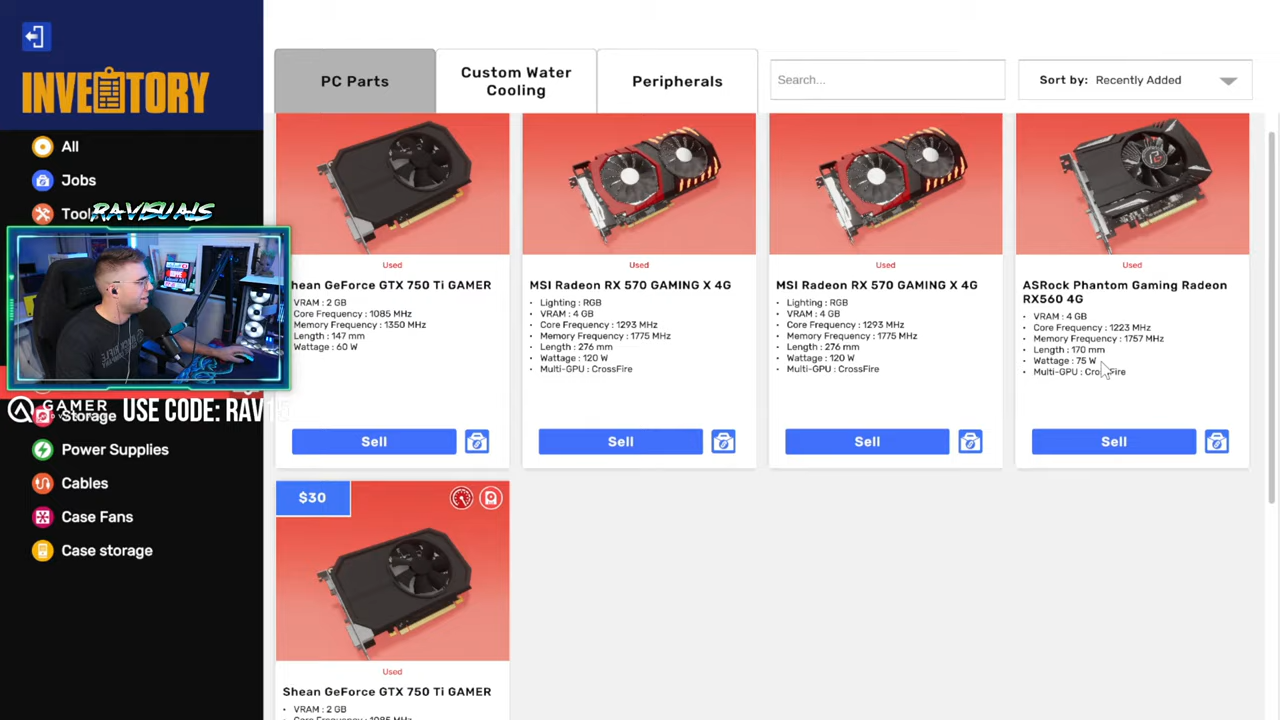 INVENTORY
PC Parts
Custom Water
Cooling
Peripherals
Search...
Sort by: Recently Added
All
Jobs
Tool
RAVISUALS
GAMER
USE CODE: RAV15
Storage
Power Supplies
Cables
Case Fans
Case storage
Used
hean GeForce GTX 750 Ti GAMER
VRAM : 2 GB
Core Frequency : 1085 MHz
Memory Frequency : 1350 MHz
Length : 147 mm
Wattage : 60 W
Sell
Used
MSI Radeon RX 570 GAMING X 4G
• Lighting : RGB
• VRAM : 4 GB
• Core Frequency : 1293 MHz
• Memory Frequency : 1775 MHz
• Length : 276 mm
• Wattage : 120 W
• Multi-GPU : CrossFire
Sell
Used
MSI Radeon RX 570 GAMING X 4G
• Lighting : RGB
• VRAM : 4 GB
• Core Frequency : 1293 MHz
• Memory Frequency : 1775 MHz
• Length : 276 mm
• Wattage : 120 W
• Multi-GPU : CrossFire
Sell
Used
ASRock Phantom Gaming Radeon
RX560 4G
• VRAM : 4 GB
• Core Frequency : 1223 MHz
• Memory Frequency : 1757 MHz
• Length : 170 mm
• Wattage : 75 W
• Multi-GPU : CrossFire
Sell
$30
Used
Shean GeForce GTX 750 Ti GAMER
• VRAM : 2 GB
• Core Frequency : 1085 MHz